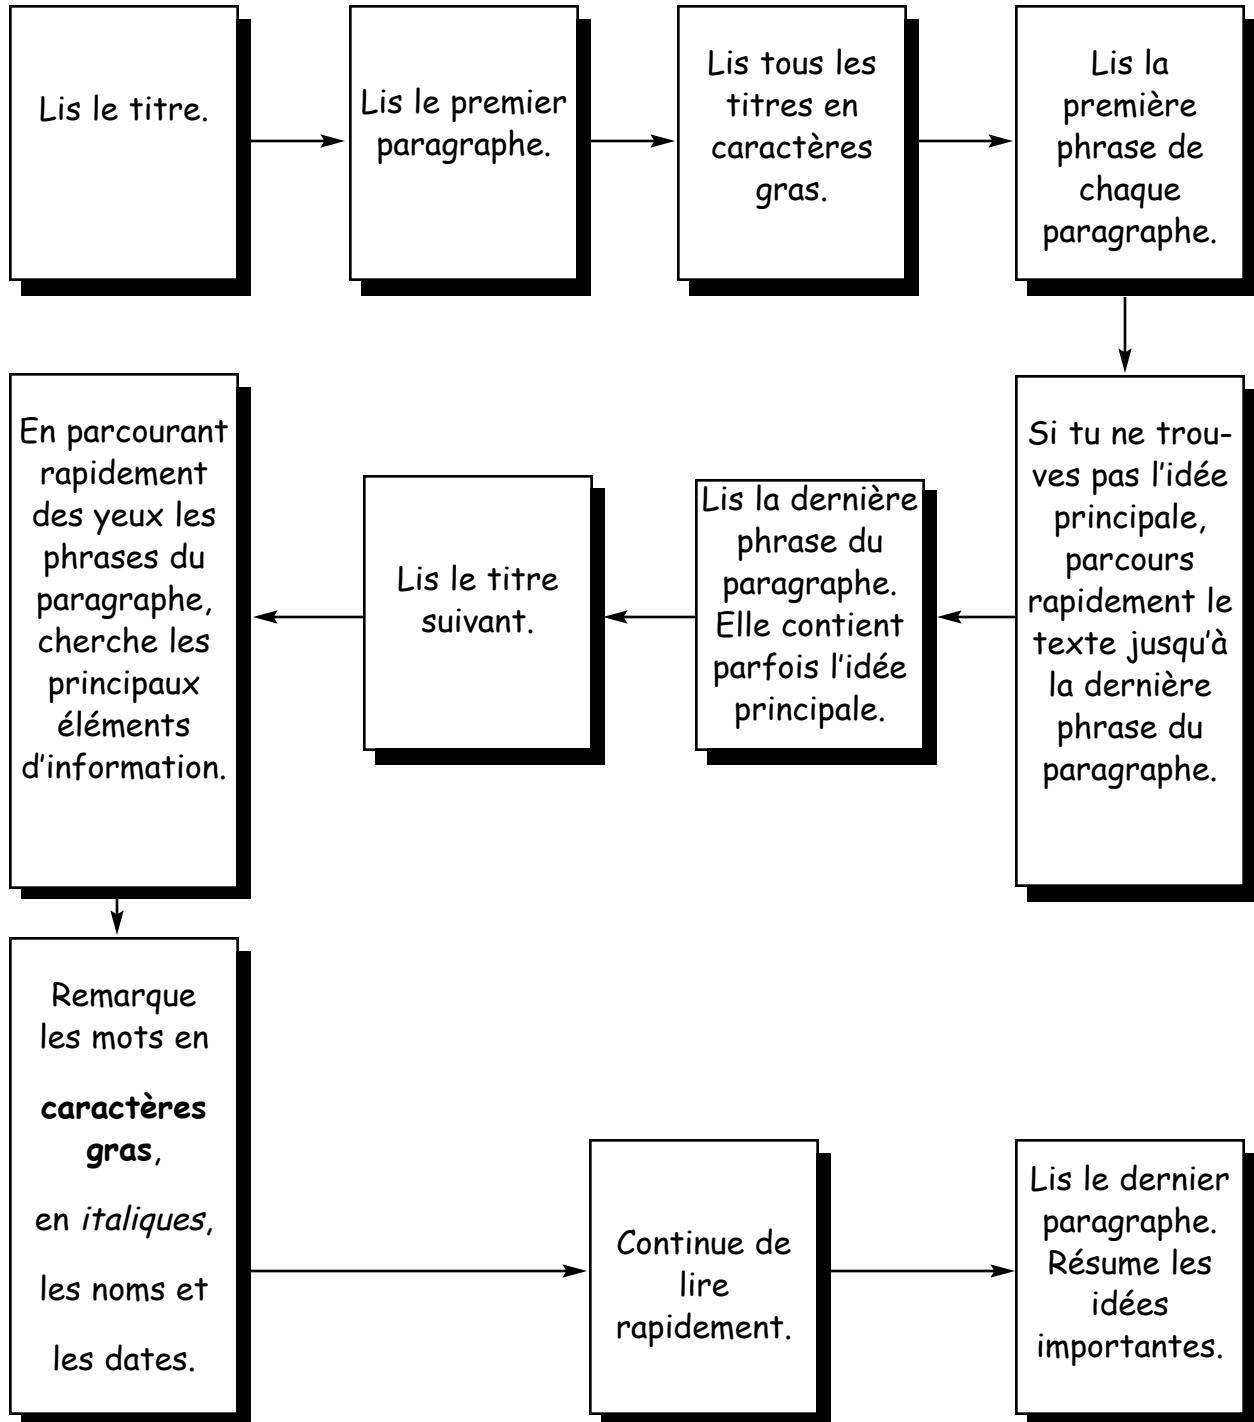 Lis le titre.
Lis le premier
paragraphe.
Lis tous les
titres en
caractères
gras.
Lis la
première
phrase de
chaque
paragraphe.
Si tu ne trou-
ves pas l'idée
principale,
parcours
rapidement le
texte jusqu'à
la dernière
phrase du
paragraphe.
Lis la dernière
phrase du
paragraphe.
Elle contient
parfois l'idée
principale.
Lis le titre
suivant.
En parcourant
rapidement
des yeux les
phrases du
paragraphe,
cherche les
principaux
éléments
d'information.
Remarque
les mots en
caractères
gras,
en italiques,
les noms et
les dates.
Continue de
lire
rapidement.
Lis le dernier
paragraphe.
Résume les
idées
importantes.